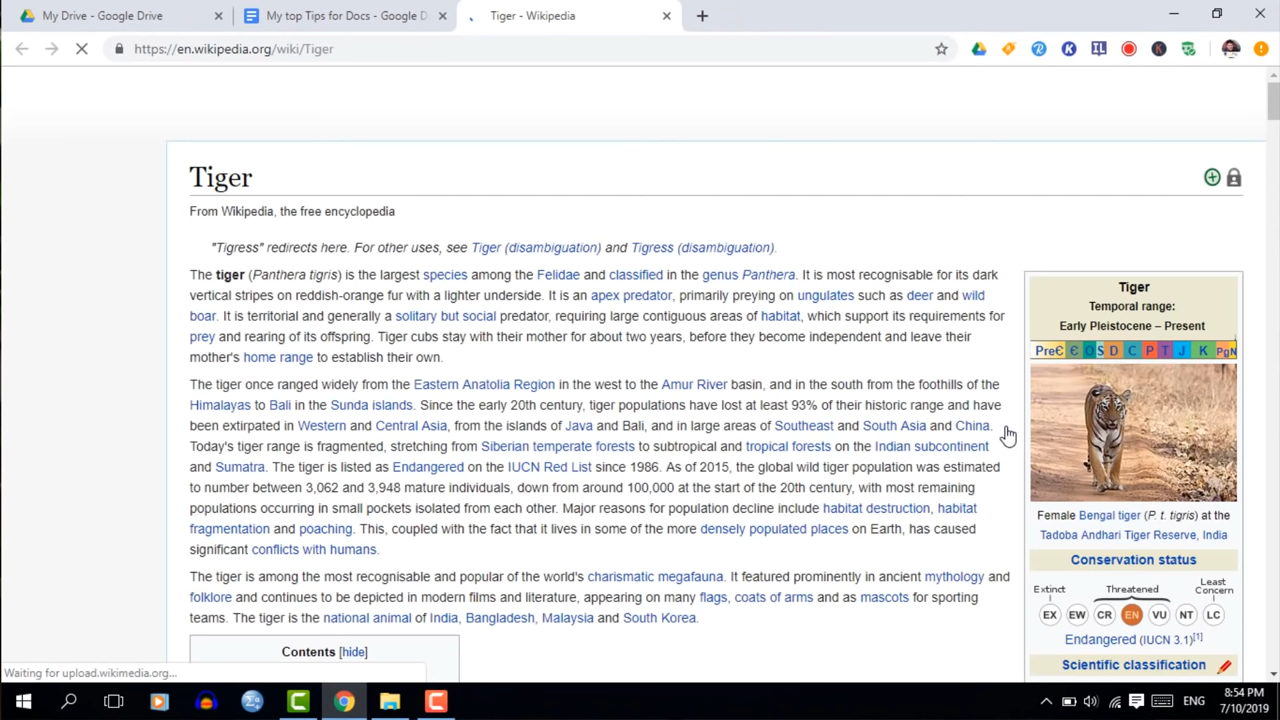 My Drive - Google Drive
My top Tips for Docs - Google D
Tiger - Wikipedia
https://en.wikipedia.org/wiki/Tiger
Tiger
From Wikipedia, the free encyclopedia
"Tigress" redirects here. For other uses, see Tiger (disambiguation) and Tigress (disambiguation).
The tiger (Panthera tigris) is the largest species among the Felidae and classified in the genus Panthera. It is most recognisable for its dark
vertical stripes on reddish-orange fur with a lighter underside. It is an apex predator, primarily preying on ungulates such as deer and wild
boar. It is territorial and generally a solitary but social predator, requiring large contiguous areas of habitat, which support its requirements for
prey and rearing of its offspring. Tiger cubs stay with their mother for about two years, before they become independent and leave their
mother's home range to establish their own.
The tiger once ranged widely from the Eastern Anatolia Region in the west to the Amur River basin, and in the south from the foothills of the
Himalayas to Bali in the Sunda islands. Since the early 20th century, tiger populations have lost at least 93% of their historic range and have
been extirpated in Western and Central Asia, from the islands of Java and Bali, and in large areas of Southeast and South Asia and China.
Today's tiger range is fragmented, stretching from Siberian temperate forests to subtropical and tropical forests on the Indian subcontinent
and Sumatra. The tiger is listed as Endangered on the IUCN Red List since 1986. As of 2015, the global wild tiger population was estimated
to number between 3,062 and 3,948 mature individuals, down from around 100,000 at the start of the 20th century, with most remaining
populations occurring in small pockets isolated from each other. Major reasons for population decline include habitat destruction, habitat
fragmentation and poaching. This, coupled with the fact that it lives in some of the more densely populated places on Earth, has caused
significant conflicts with humans.
The tiger is among the most recognisable and popular of the world's charismatic megafauna. It featured prominently in ancient mythology and
folklore and continues to be depicted in modern films and literature, appearing on many flags, coats of arms and as mascots for sporting
teams. The tiger is the national animal of India, Bangladesh, Malaysia and South Korea.
Contents [hide]
Tiger
Temporal range:
Early Pleistocene – Present
PreЄ Є O S D C P T J K PgN
Female Bengal tiger (P. t. tigris) at the
Tadoba Andhari Tiger Reserve, India
Conservation status
Extinct Threatened Least
Concern
EX EW CR EN VU NT LC
Endangered (IUCN 3.1)[1]
Scientific classification
Waiting for upload.wikimedia.org...
ENG
8:54 PM
7/10/2019